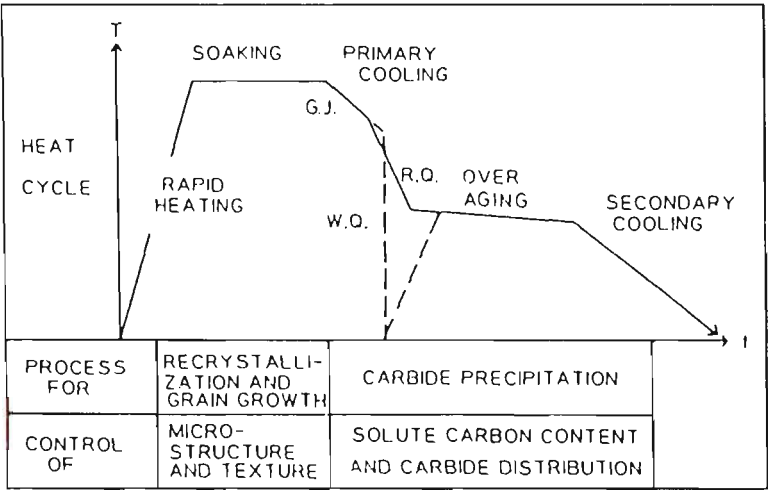 T
SOAKING
PRIMARY
COOLING
G.J.
HEAT
CYCLE
RAPID
HEATING
R.Q.
OVER
AGING
W.Q.
SECONDARY
COOLING
t
PROCESS
FOR
RECRYSTALLI-
ZATION AND
GRAIN GROWTH
CARBIDE PRECIPITATION
CONTROL
OF
MICRO-
STRUCTURE
AND TEXTURE
SOLUTE CARBON CONTENT
AND CARBIDE DISTRIBUTION